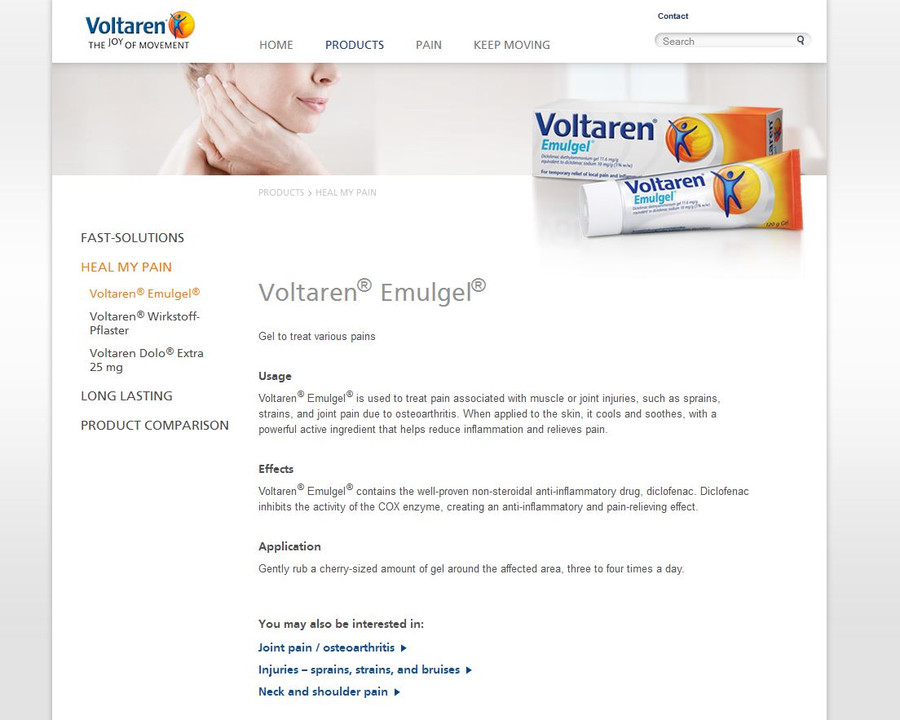 Contact
Voltaren
THE JOY OF MOVEMENT
HOME PRODUCTS PAIN KEEP MOVING
Search
Voltaren®
Emulgel®
Diclofenac diethylammonium gel 11.6 mg/g
equivalent to diclofenac sodium 10 mg/g (1% w/w)
For temporary relief of local pain and
Voltaren
Voltaren®
Emulgel®
PRODUCTS > HEAL MY PAIN
FAST-SOLUTIONS
HEAL MY PAIN
Voltaren® Emulgel®
Voltaren® Wirkstoff-
Pflaster
Voltaren Dolo® Extra
25 mg
LONG LASTING
PRODUCT COMPARISON
Voltaren® Emulgel®
Gel to treat various pains
Usage
Voltaren® Emulgel® is used to treat pain associated with muscle or joint injuries, such as sprains,
strains, and joint pain due to osteoarthritis. When applied to the skin, it cools and soothes, with a
powerful active ingredient that helps reduce inflammation and relieves pain.
Effects
Voltaren® Emulgel® contains the well-proven non-steroidal anti-inflammatory drug, diclofenac. Diclofenac
inhibits the activity of the COX enzyme, creating an anti-inflammatory and pain-relieving effect.
Application
Gently rub a cherry-sized amount of gel around the affected area, three to four times a day.
You may also be interested in:
Joint pain / osteoarthritis
Injuries – sprains, strains, and bruises
Neck and shoulder pain